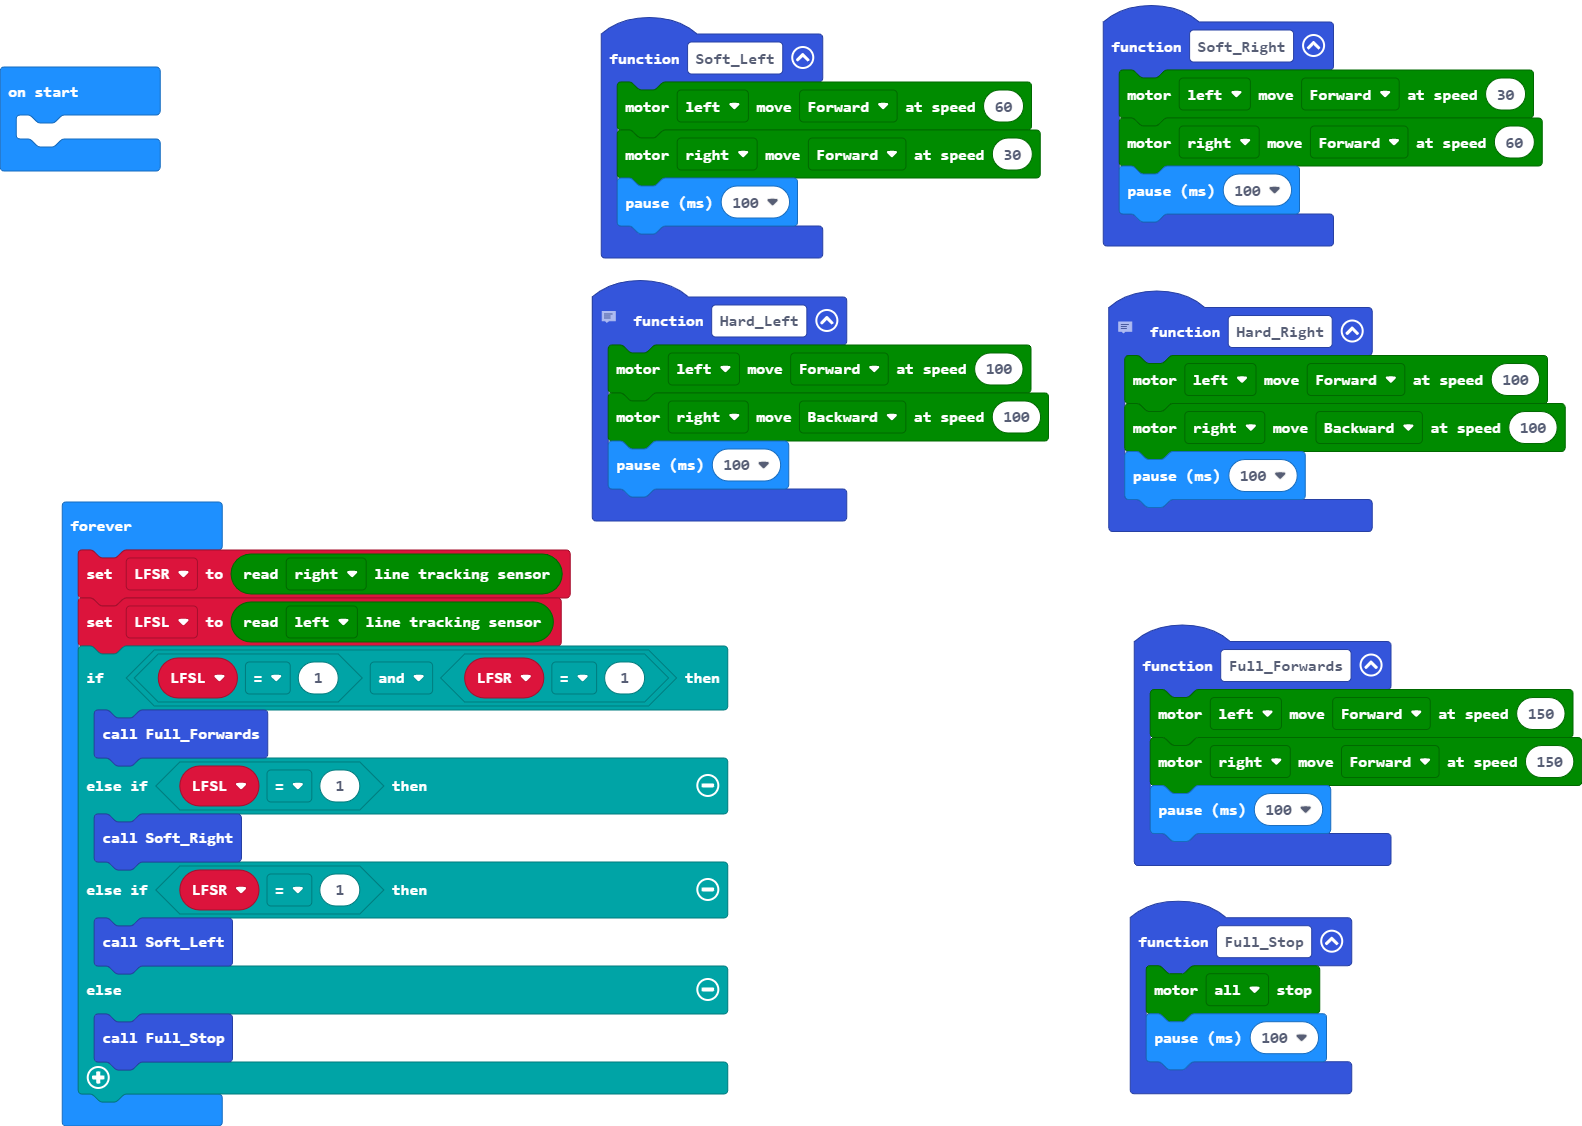 on start
function Soft_Left
motor left move Forward at speed 60
motor right move Forward at speed 30
pause (ms) 100
function Soft_Right
motor left move Forward at speed 30
motor right move Forward at speed 60
pause (ms) 100
function Hard_Left
motor left move Forward at speed 100
motor right move Backward at speed 100
pause (ms) 100
function Hard_Right
motor left move Forward at speed 100
motor right move Backward at speed 100
pause (ms) 100
forever
set LFSR to read right line tracking sensor
set LFSL to read left line tracking sensor
if LFSL = 1 and LFSR = 1 then
call Full_Forwards
else if LFSL = 1 then
call Soft_Right
else if LFSR = 1 then
call Soft_Left
else
call Full_Stop
function Full_Forwards
motor left move Forward at speed 150
motor right move Forward at speed 150
pause (ms) 100
function Full_Stop
motor all stop
pause (ms) 100